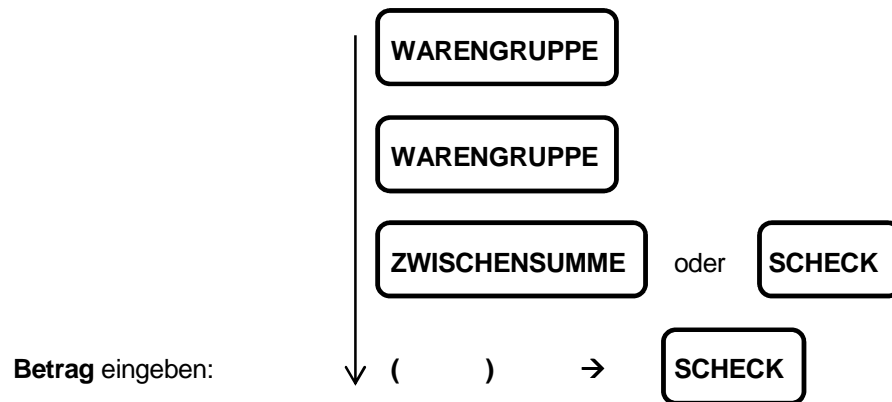 WARENGRUPPE
WARENGRUPPE
ZWISCHENSUMME oder SCHECK
Betrag eingeben: ( ) → SCHECK